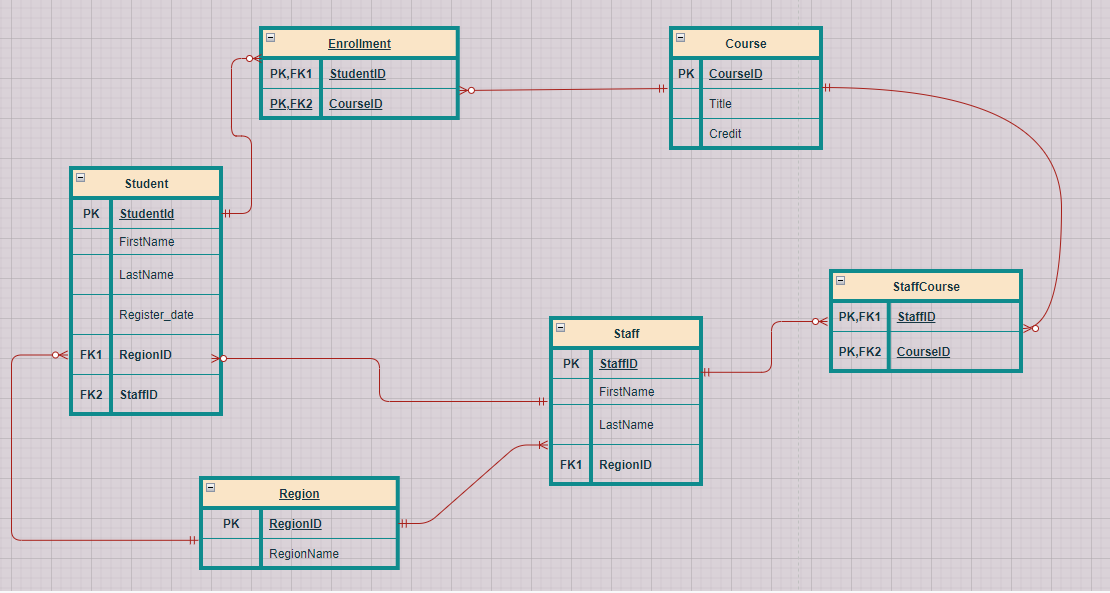 Enrollment
PK,FK1 StudentID
PK,FK2 CourseID
Course
PK CourseID
Title
Credit
Student
PK StudentId
FirstName
LastName
Register_date
FK1 RegionID
FK2 StaffID
StaffCourse
PK,FK1 StaffID
PK,FK2 CourseID
Staff
PK StaffID
FirstName
LastName
FK1 RegionID
Region
PK RegionID
RegionName